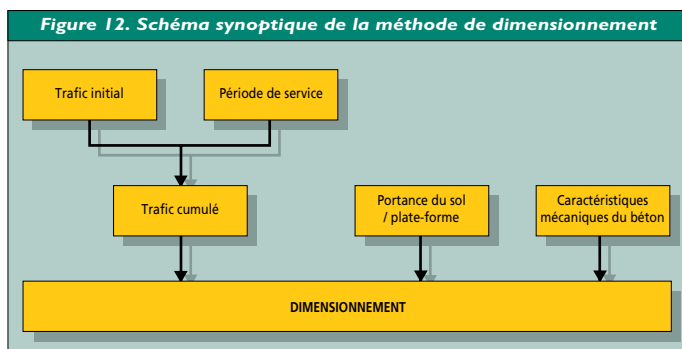 Figure 12. Schéma synoptique de la méthode de dimensionnement
Trafic initial
Période de service
Trafic cumulé
Portance du sol
/ plate-forme
Caractéristiques
mécaniques du béton
DIMENSIONNEMENT